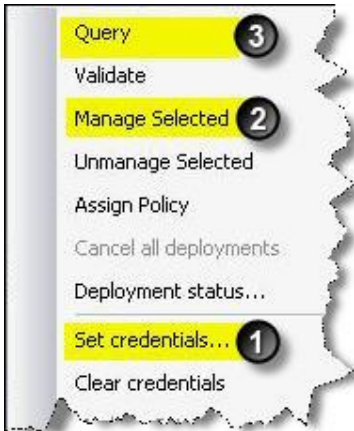 Query 3
Validate
Manage Selected 2
Unmanage Selected
Assign Policy
Cancel all deployments
Deployment status...
Set credentials... 1
Clear credentials